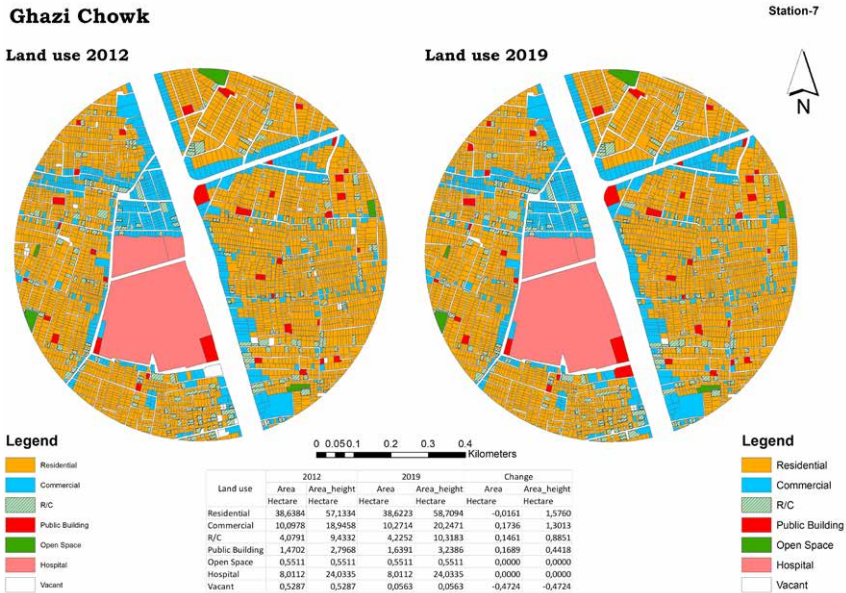 Ghazi Chowk
Station-7
Land use 2012
Land use 2019
N
Legend
Residential
Commercial
R/C
Public Building
Open Space
Hospital
Vacant
0 0.05 0.1 0.2 0.3 0.4
Kilometers
Land use 2012 2019 Change
Area Area_height Area Area_height Area Area_height
Hectare Hectare Hectare Hectare Hectare Hectare
Residential 38,6384 57,1334 38,6223 58,7094 -0,0161 1,5760
Commercial 10,0978 18,9458 10,2714 20,2471 0,1736 1,3013
R/C 4,0791 9,4332 4,2252 10,3183 0,1461 0,8851
Public Building 1,4702 2,7968 1,6391 3,2386 0,1689 0,4418
Open Space 0,5511 0,5511 0,5511 0,5511 0,0000 0,0000
Hospital 8,0112 24,0335 8,0112 24,0335 0,0000 0,0000
Vacant 0,5287 0,5287 0,0563 0,0563 -0,4724 -0,4724
Legend
Residential
Commercial
R/C
Public Building
Open Space
Hospital
Vacant